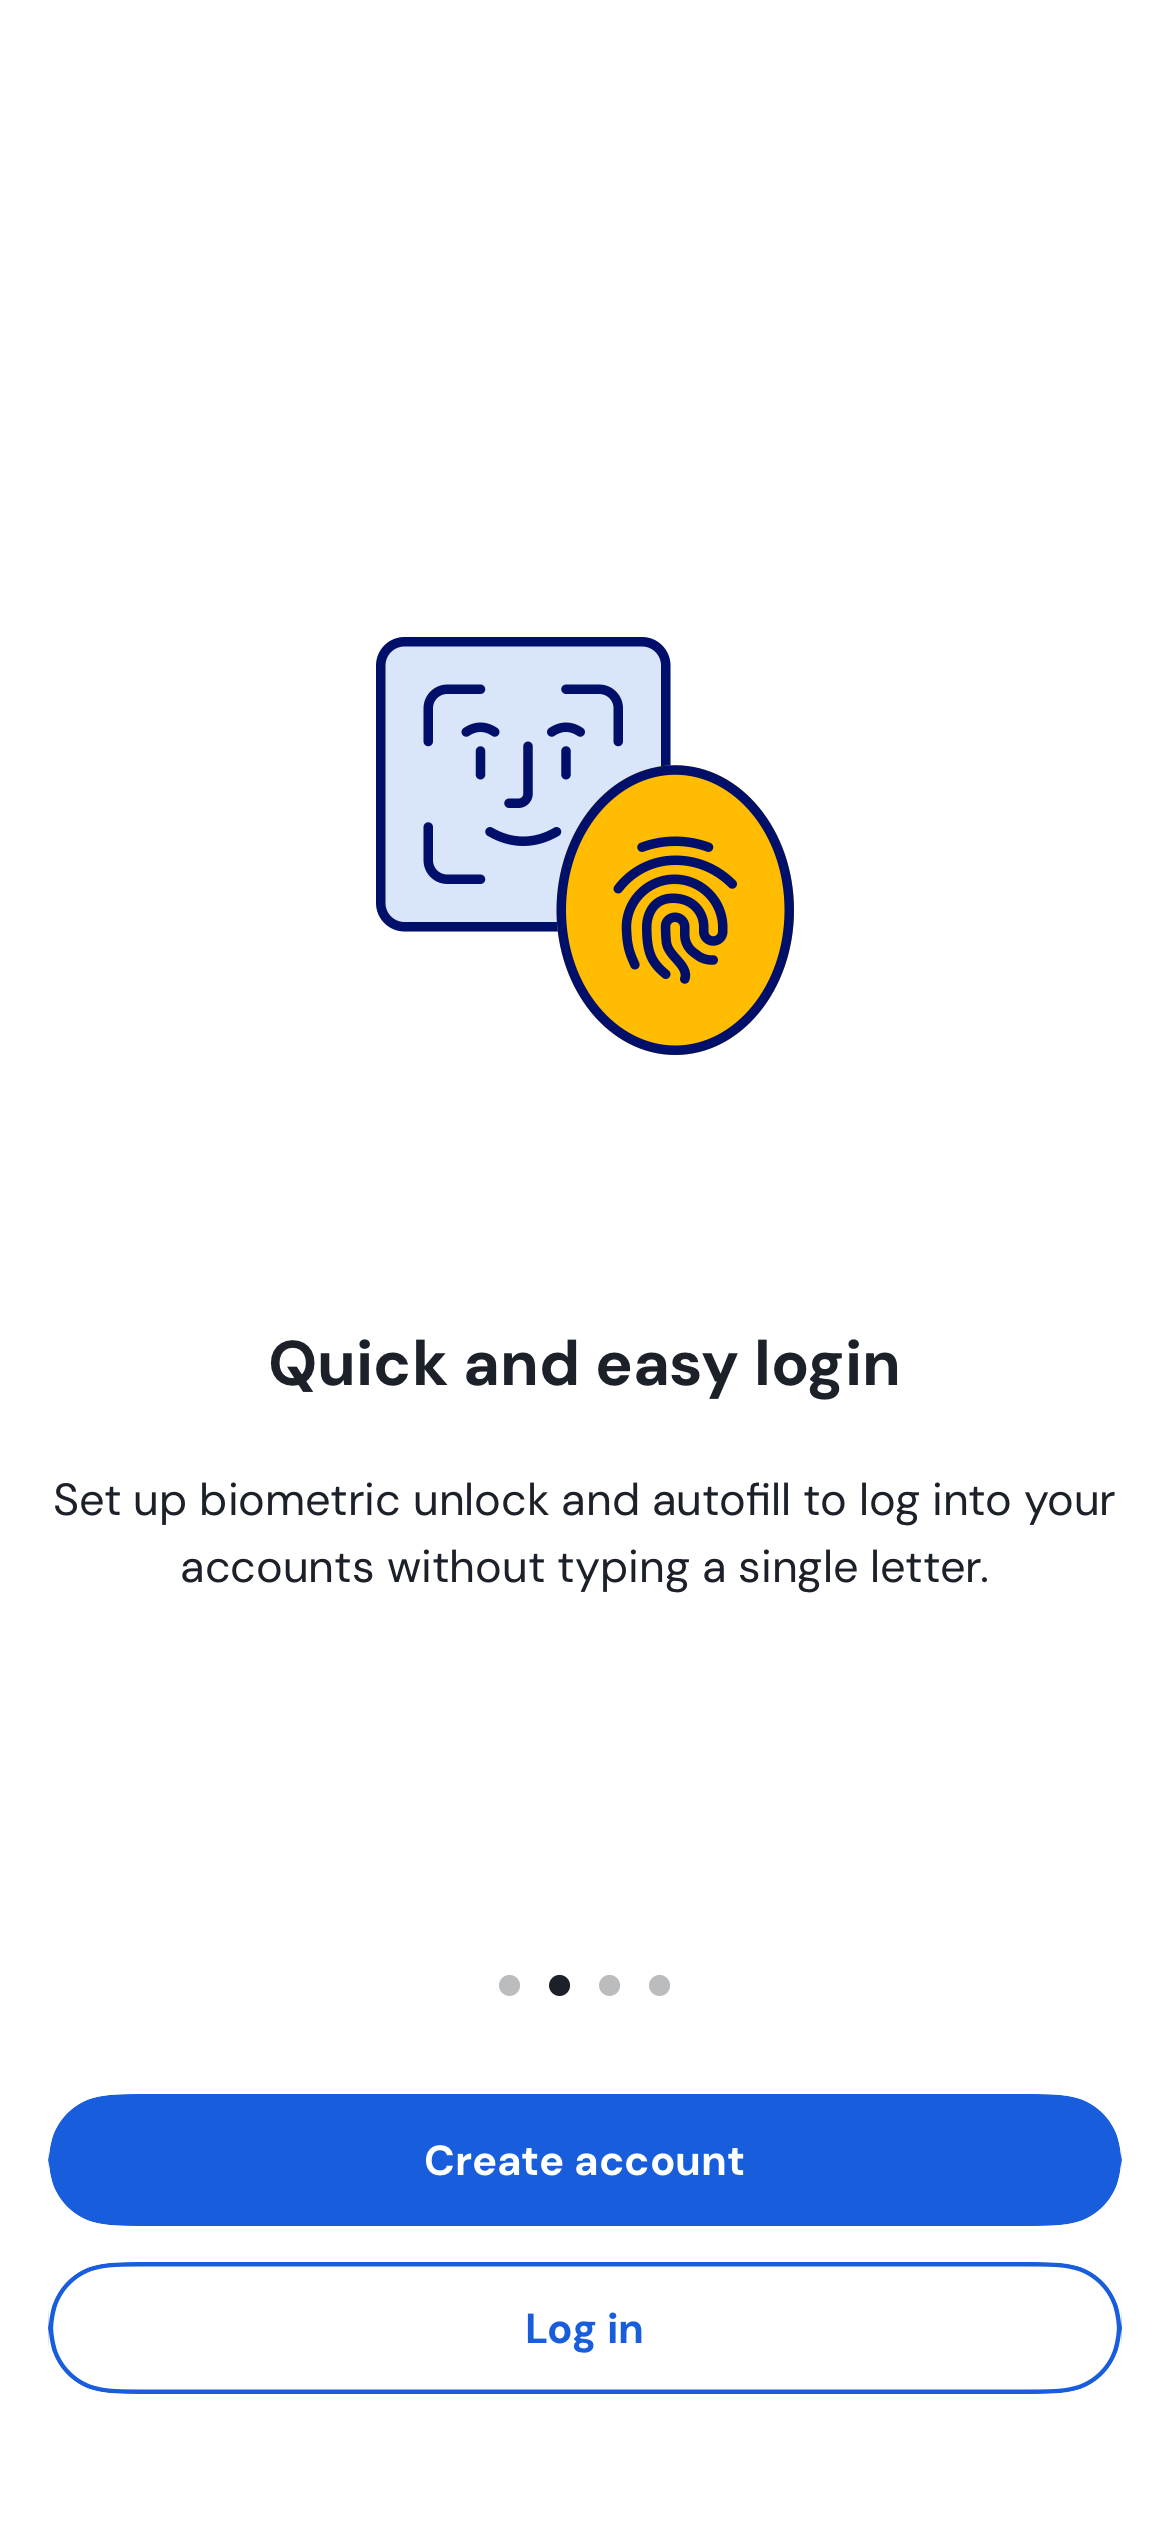 Quick and easy login
Set up biometric unlock and autofill to log into your
accounts without typing a single letter.
Create account
Log in